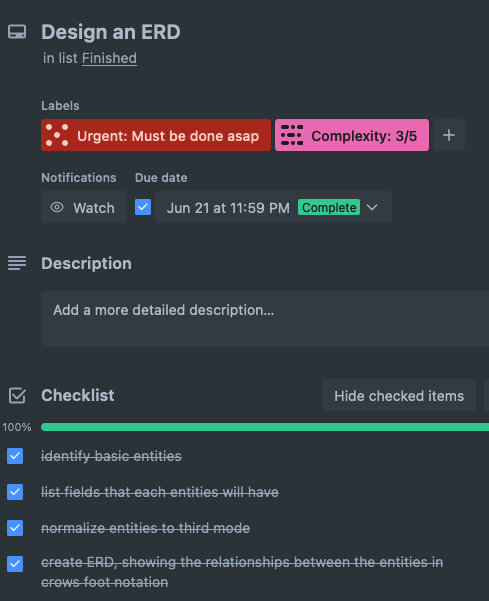 Design an ERD
in list Finished
Labels
Urgent: Must be done asap Complexity: 3/5 +
Notifications Due date
Watch Jun 21 at 11:59 PM Complete
Description
Add a more detailed description...
Checklist Hide checked items
100%
identify basic entities
list fields that each entities will have
normalize entities to third mode
create ERD, showing the relationships between the entities in
crows foot notation